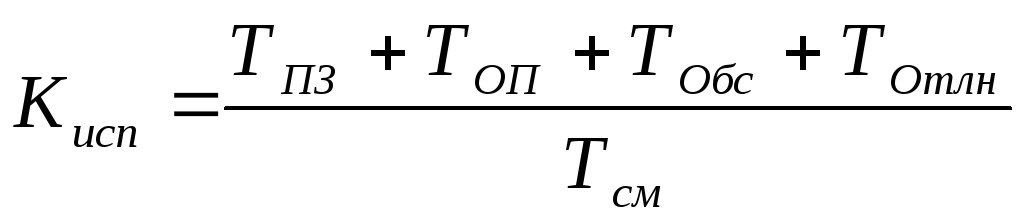 К исп = Т ПЗ + Т ОП + Т Обс + Т Отлн
Т см